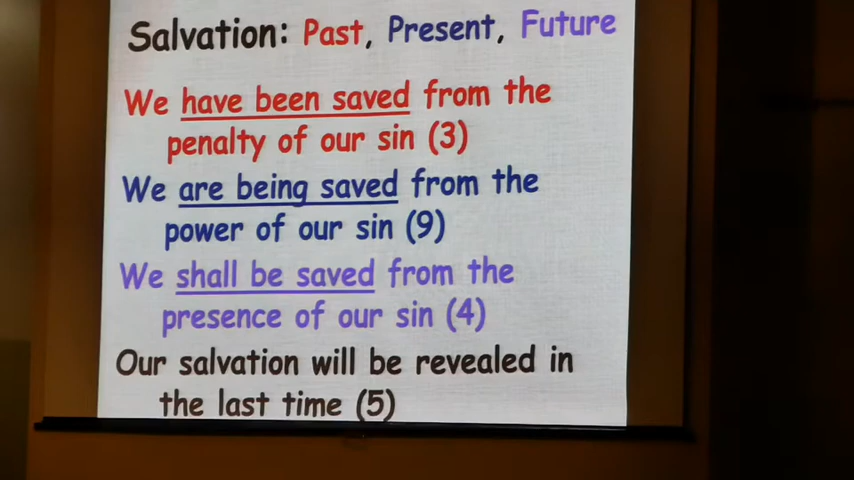 Salvation: Past, Present, Future
We have been saved from the
penalty of our sin (3)
We are being saved from the
power of our sin (9)
We shall be saved from the
presence of our sin (4)
Our salvation will be revealed in
the last time (5)